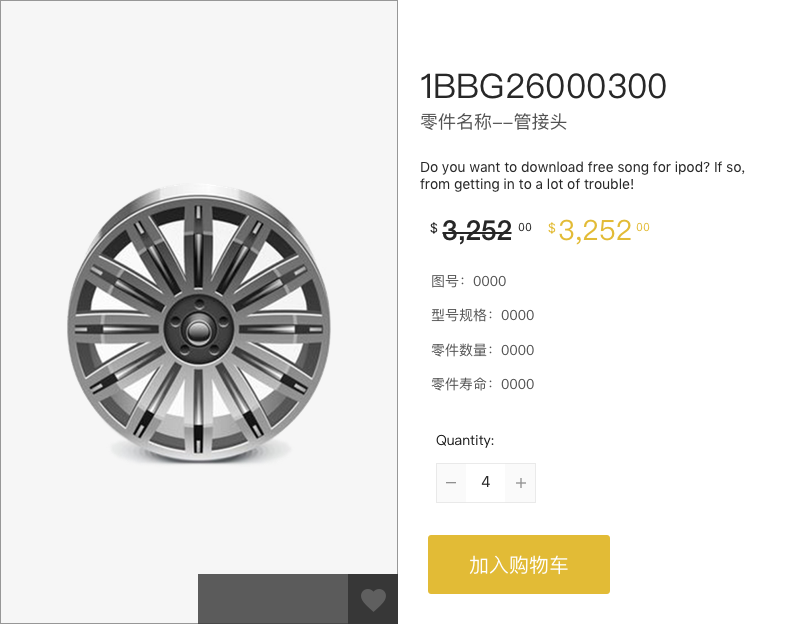 1BBG26000300
零件名称——管接头
Do you want to download free song for ipod? If so,
from getting in to a lot of trouble!
$ 3,252 00 $ 3,252 00
图号：0000
型号规格：0000
零件数量：0000
零件寿命：0000
Quantity:
− 4 +
加入购物车